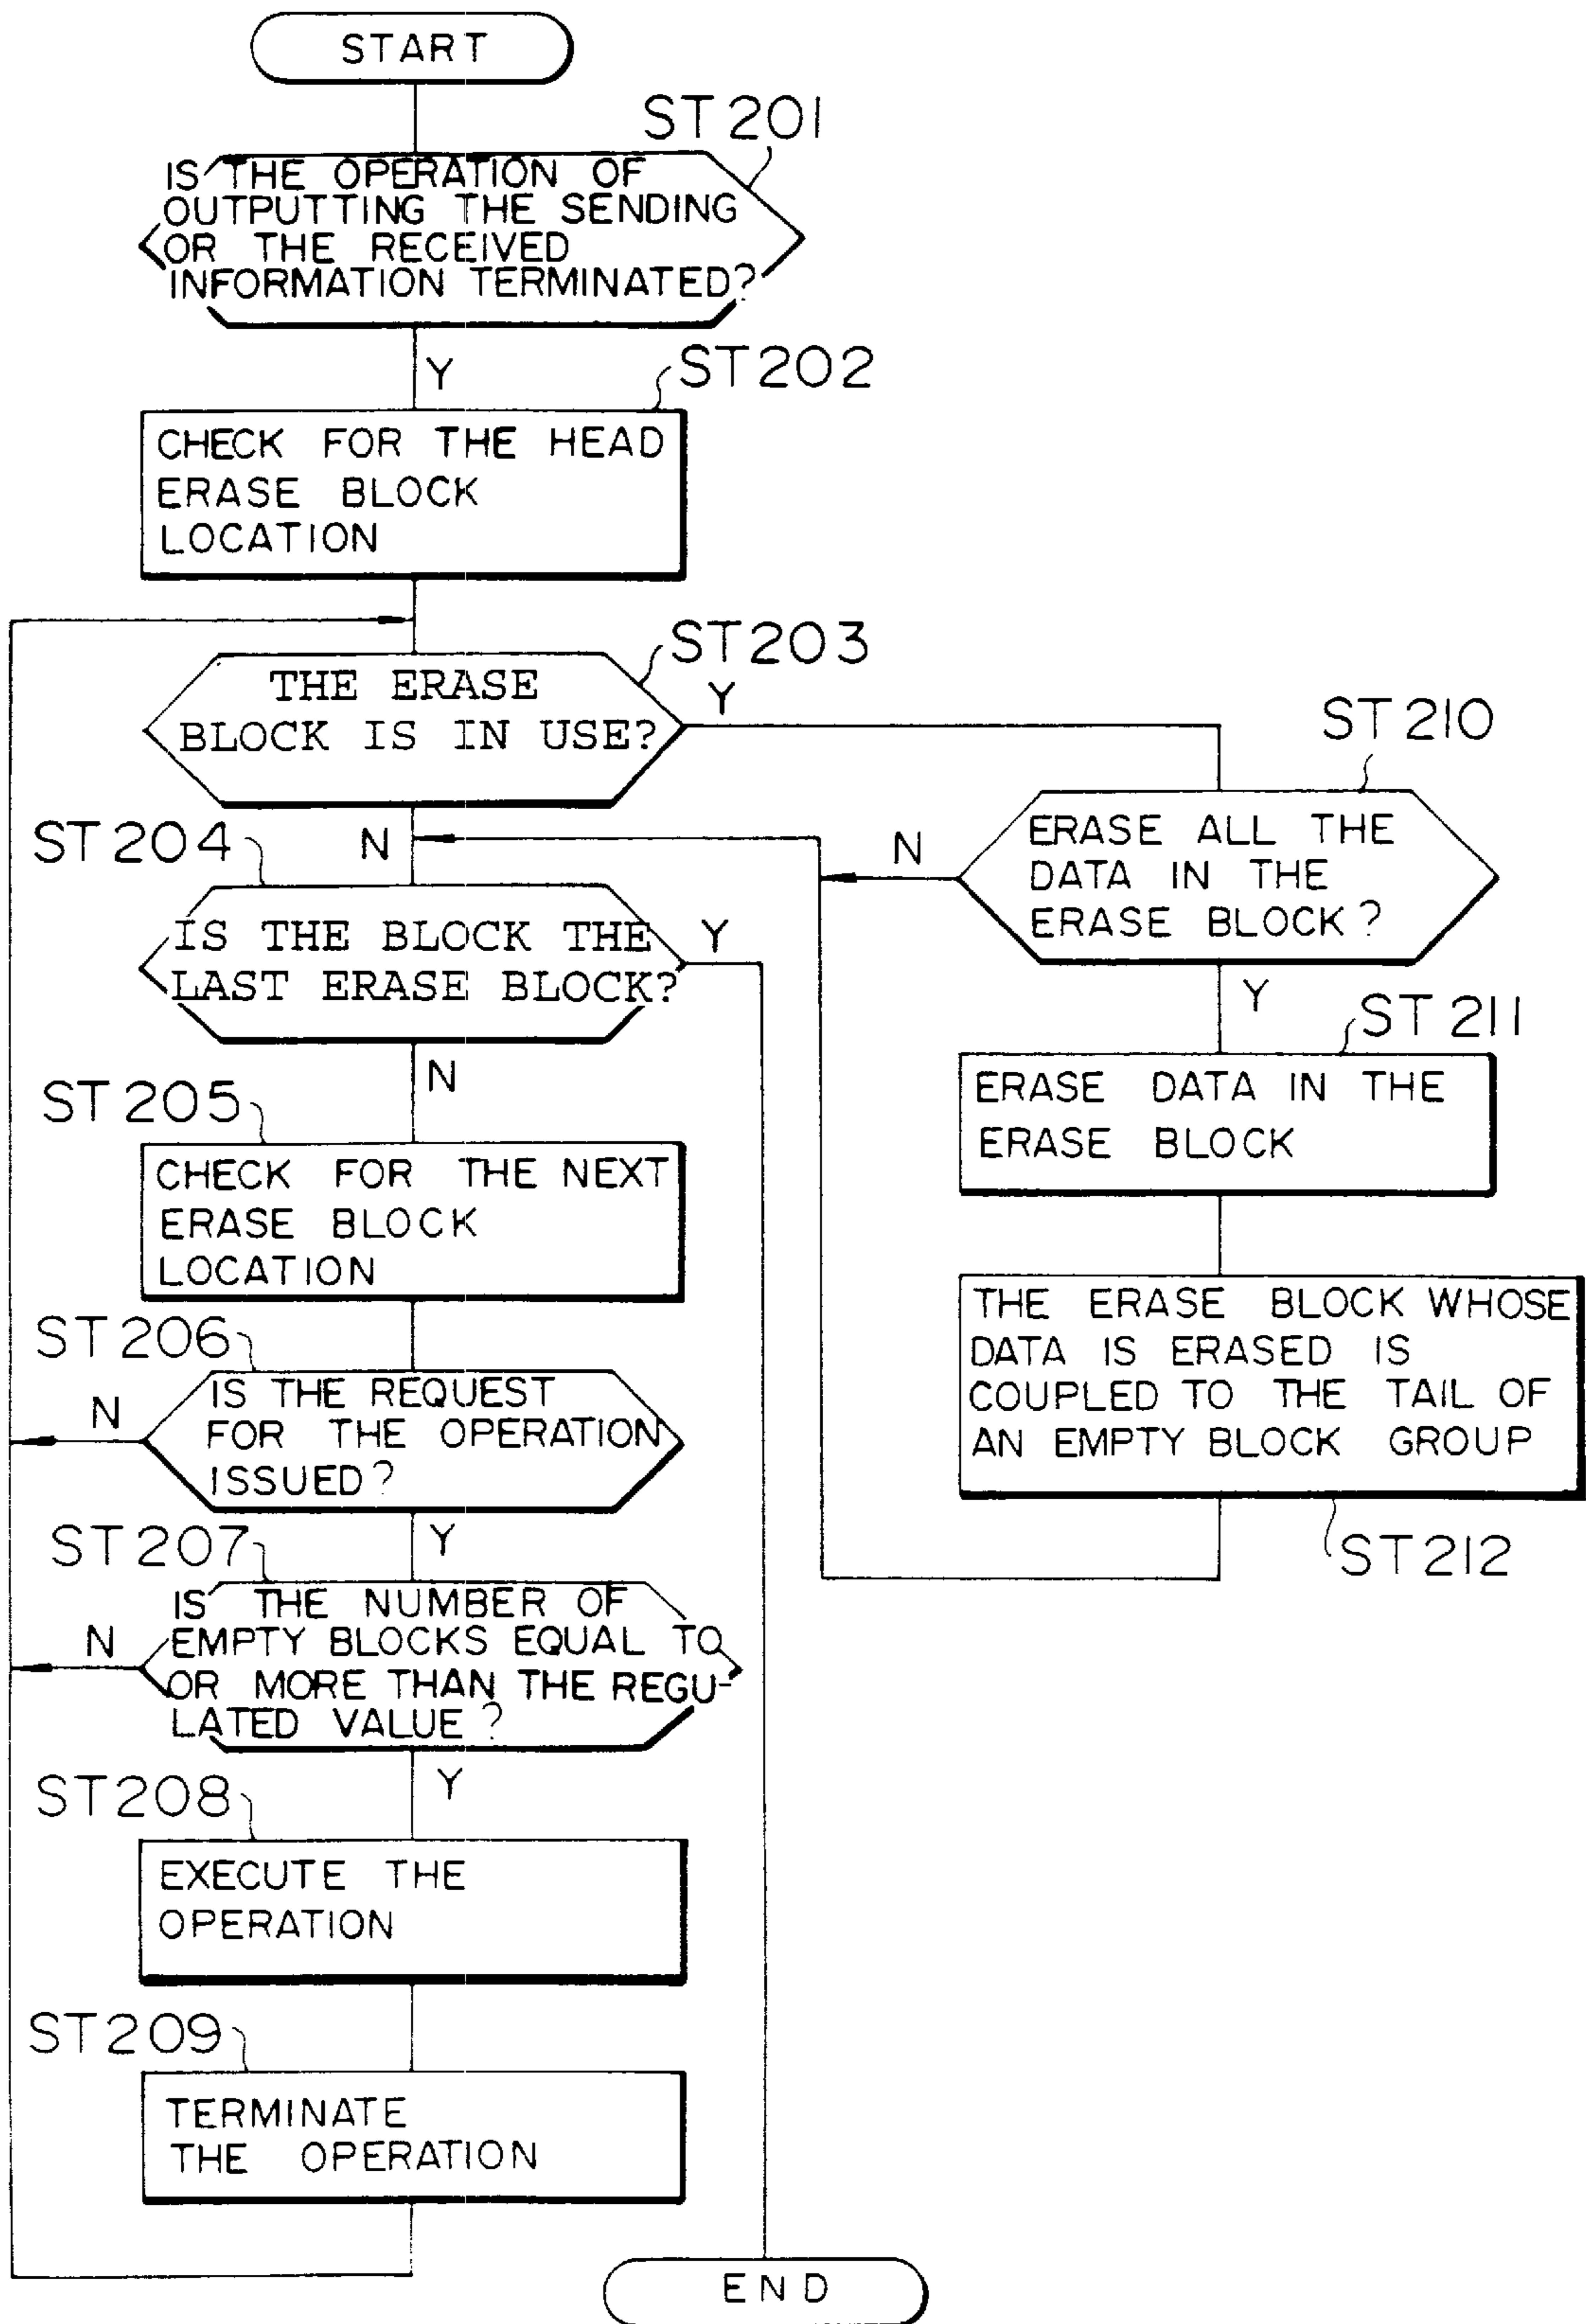 START
ST201
IS THE OPERATION OF
OUTPUTTING THE SENDING
OR THE RECEIVED
INFORMATION TERMINATED?
Y
ST202
CHECK FOR THE HEAD
ERASE BLOCK
LOCATION
ST203
THE ERASE
BLOCK IS IN USE?
Y
N
ST204
IS THE BLOCK THE
LAST ERASE BLOCK?
Y
N
ST205
CHECK FOR THE NEXT
ERASE BLOCK
LOCATION
ST206
IS THE REQUEST
FOR THE OPERATION
ISSUED?
N
Y
ST207
IS THE NUMBER OF
EMPTY BLOCKS EQUAL TO
OR MORE THAN THE REGU-
LATED VALUE?
N
Y
ST208
EXECUTE THE
OPERATION
ST209
TERMINATE
THE OPERATION
ST210
ERASE ALL THE
DATA IN THE
ERASE BLOCK?
N
Y
ST211
ERASE DATA IN THE
ERASE BLOCK
THE ERASE BLOCK WHOSE
DATA IS ERASED IS
COUPLED TO THE TAIL OF
AN EMPTY BLOCK GROUP
ST212
END